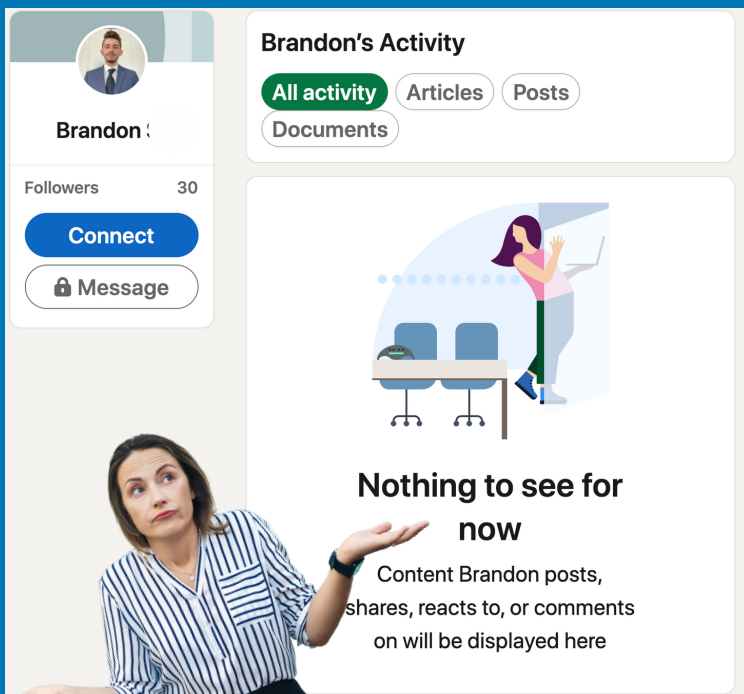 Brandon
Followers 30
Connect
Message
Brandon's Activity
All activity Articles Posts
Documents
Nothing to see for
now
Content Brandon posts,
shares, reacts to, or comments
on will be displayed here